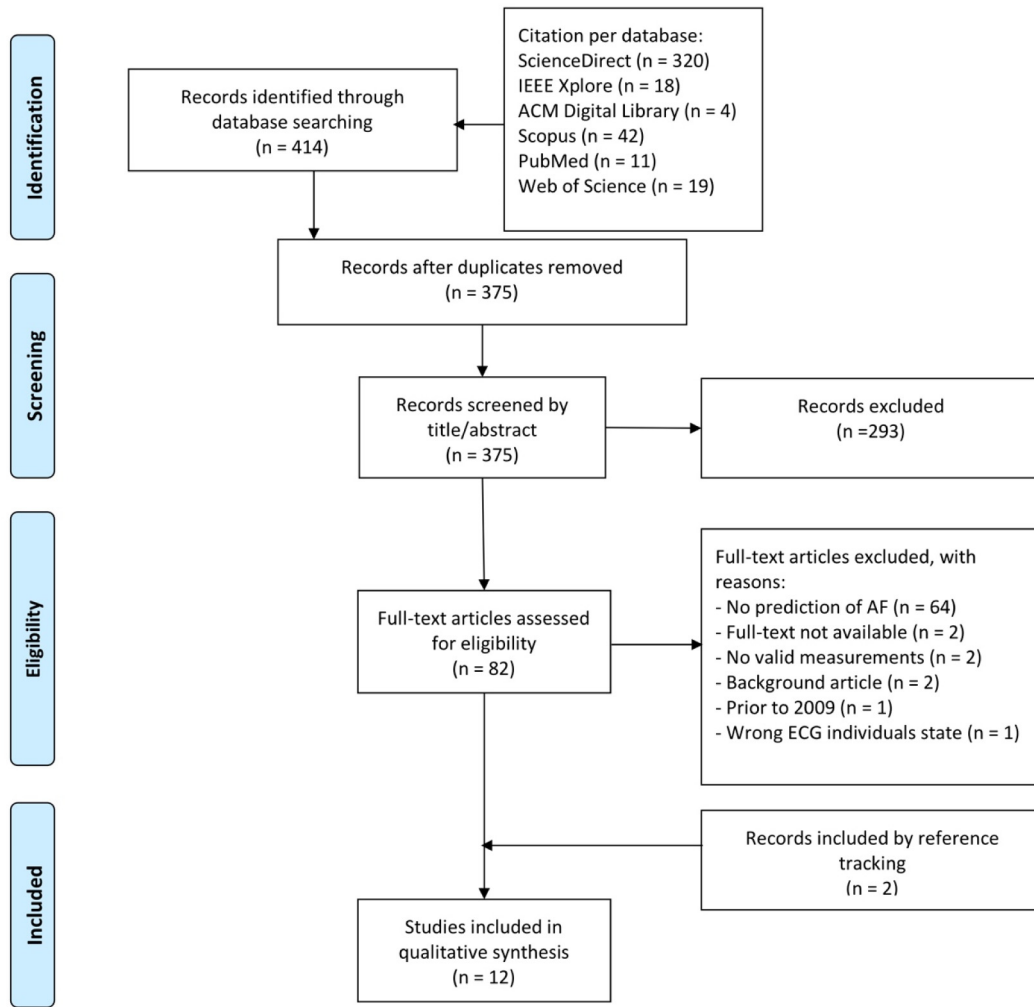 Identification
Citation per database:
ScienceDirect (n = 320)
IEEE Xplore (n = 18)
ACM Digital Library (n = 4)
Scopus (n = 42)
PubMed (n = 11)
Web of Science (n = 19)
Records identified through
database searching
(n = 414)
Records after duplicates removed
(n = 375)
Screening
Records screened by
title/abstract
(n = 375)
Records excluded
(n =293)
Eligibility
Full-text articles assessed
for eligibility
(n = 82)
Full-text articles excluded, with
reasons:
- No prediction of AF (n = 64)
- Full-text not available (n = 2)
- No valid measurements (n = 2)
- Background article (n = 2)
- Prior to 2009 (n = 1)
- Wrong ECG individuals state (n = 1)
Included
Records included by reference
tracking
(n = 2)
Studies included in
qualitative synthesis
(n = 12)